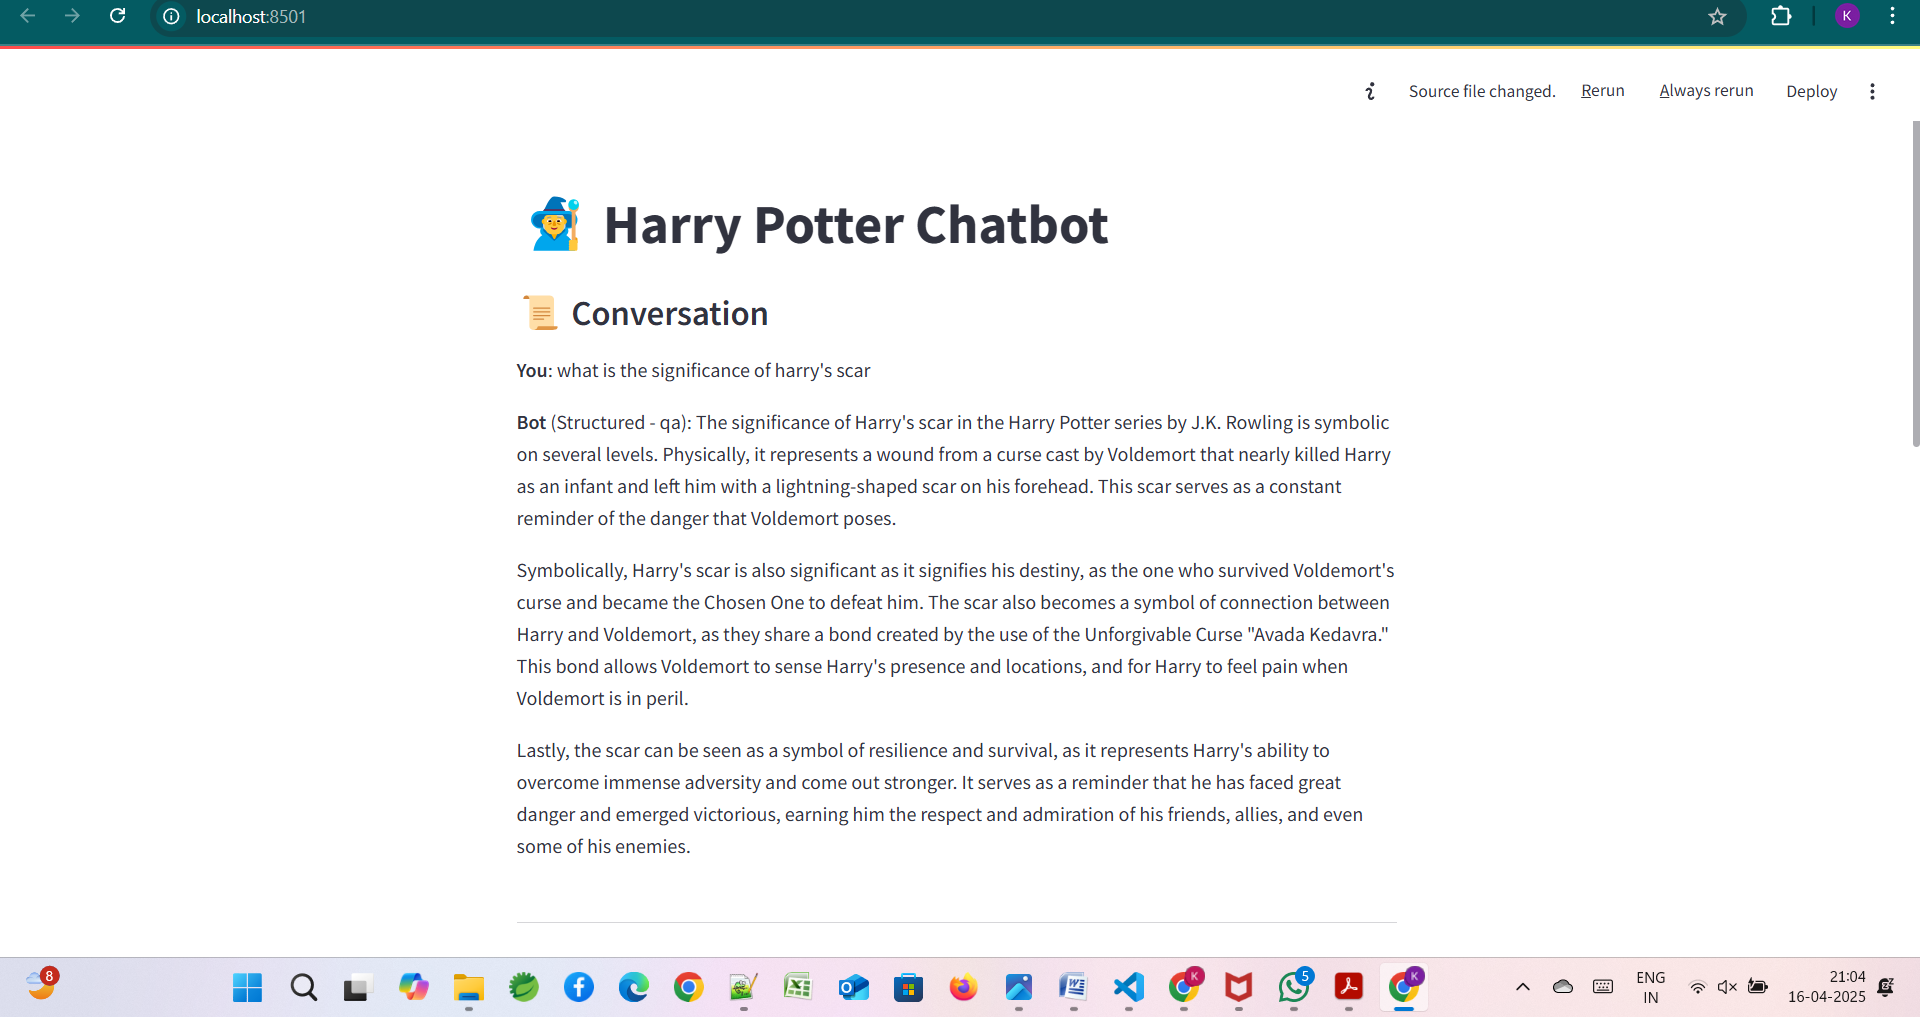 localhost:8501
K
Source file changed. Rerun Always rerun Deploy
Harry Potter Chatbot
Conversation
You: what is the significance of harry's scar
Bot (Structured - qa): The significance of Harry's scar in the Harry Potter series by J.K. Rowling is symbolic
on several levels. Physically, it represents a wound from a curse cast by Voldemort that nearly killed Harry
as an infant and left him with a lightning-shaped scar on his forehead. This scar serves as a constant
reminder of the danger that Voldemort poses.
Symbolically, Harry's scar is also significant as it signifies his destiny, as the one who survived Voldemort's
curse and became the Chosen One to defeat him. The scar also becomes a symbol of connection between
Harry and Voldemort, as they share a bond created by the use of the Unforgivable Curse "Avada Kedavra."
This bond allows Voldemort to sense Harry's presence and locations, and for Harry to feel pain when
Voldemort is in peril.
Lastly, the scar can be seen as a symbol of resilience and survival, as it represents Harry's ability to
overcome immense adversity and come out stronger. It serves as a reminder that he has faced great
danger and emerged victorious, earning him the respect and admiration of his friends, allies, and even
some of his enemies.
8
K
5
K
ENG
IN
21:04
16-04-2025